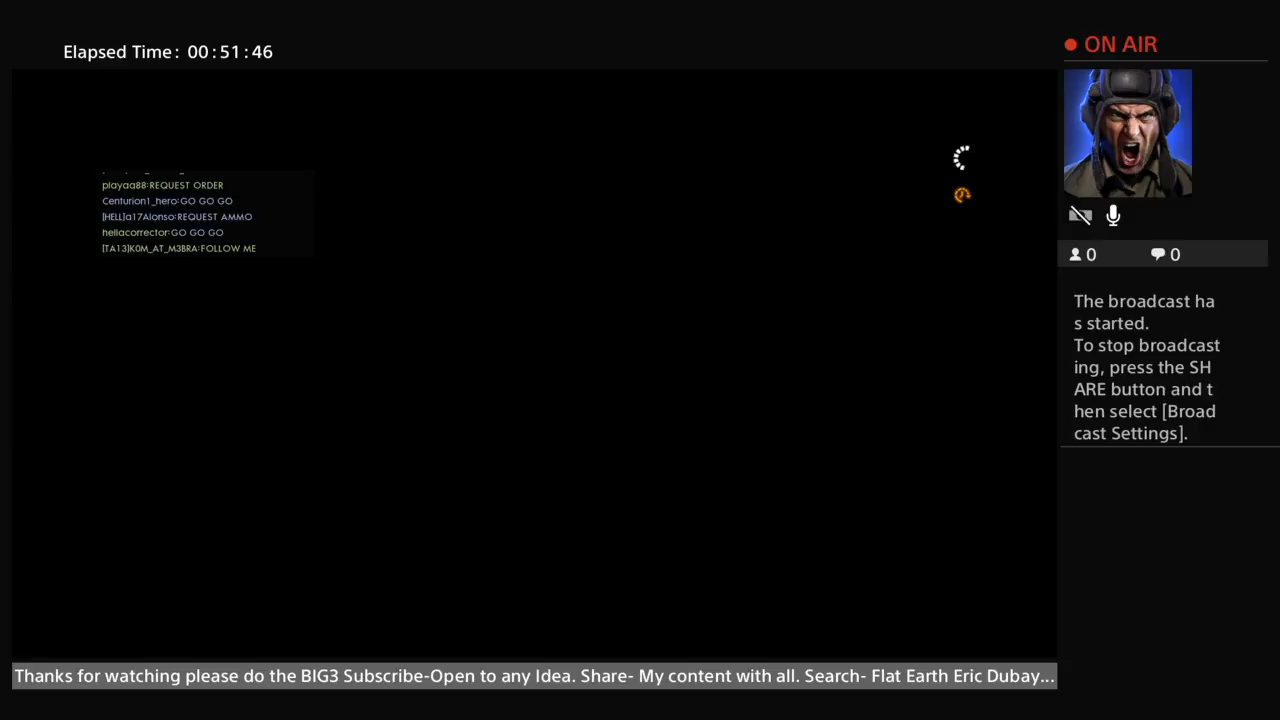 Elapsed Time: 00:51:46
ON AIR
playaa88:REQUEST ORDER
Centurion1_hero:GO GO GO
[HELL]a17Alonso:REQUEST AMMO
hellacorrector:GO GO GO
[TA13]K0M_AT_M3BRA:FOLLOW ME
0 0
The broadcast ha
s started.
To stop broadcast
ing, press the SH
ARE button and t
hen select [Broad
cast Settings].
Thanks for watching please do the BIG3 Subscribe-Open to any Idea. Share- My content with all. Search- Flat Earth Eric Dubay...